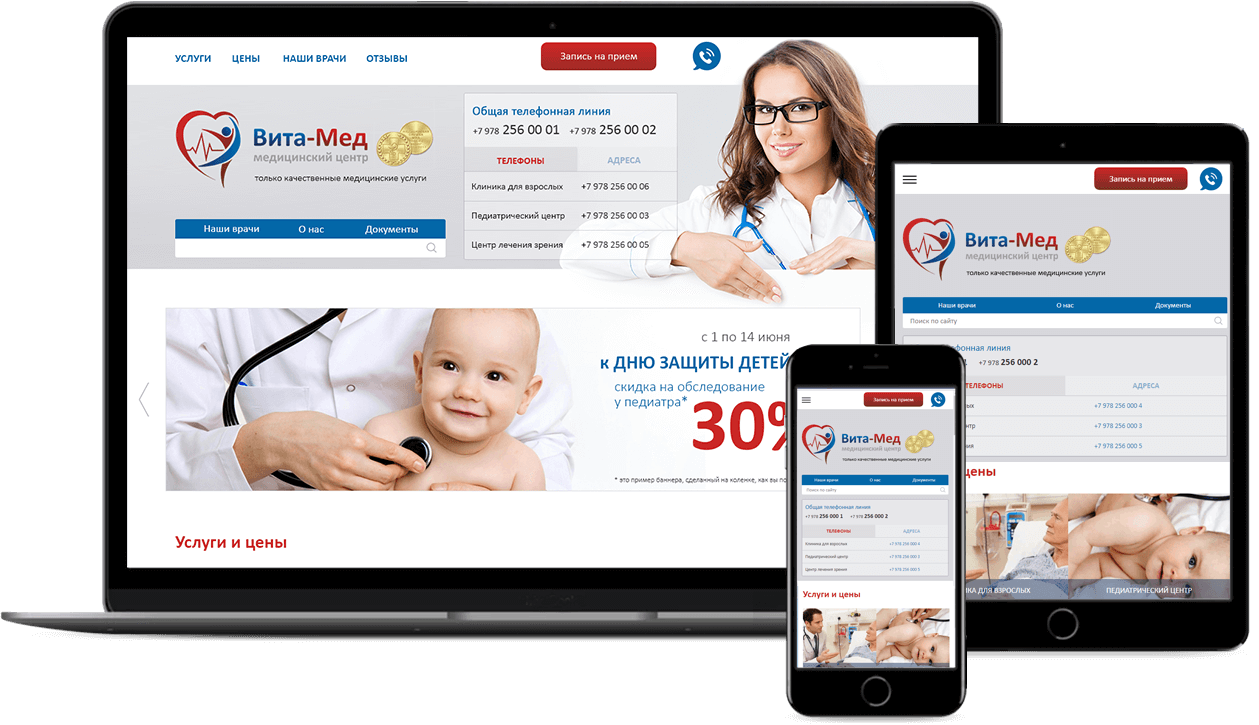 УСЛУГИ ЦЕНЫ НАШИ ВРАЧИ ОТЗЫВЫ
Запись на прием
Вита-Мед
медицинский центр
только качественные медицинские услуги
Общая телефонная линия
+7 978 256 00 01 +7 978 256 00 02
ТЕЛЕФОНЫ АДРЕСА
Клиника для взрослых +7 978 256 00 06
Педиатрический центр +7 978 256 00 03
Центр лечения зрения +7 978 256 00 05
Наши врачи О нас Документы
с 1 по 14 июня
к ДНЮ ЗАЩИТЫ ДЕТЕЙ
скидка на обследование
у педиатра*
30%
* это пример баннера, сделанный на коленке, как вы по
Услуги и цены
Запись на прием
Вита-Мед
медицинский центр
только качественные медицинские услуги
Наши врачи О нас Документы
Поиск по сайту
фонная линия
+7 978 256 000 2
ТЕЛЕФОНЫ АДРЕСА
лых +7 978 256 000 4
нтр +7 978 256 000 3
ния +7 978 256 000 5
цены
ИКА ДЛЯ ВЗРОСЛЫХ ПЕДИАТРИЧЕСКИЙ ЦЕНТР
Запись на прием
Вита-Мед
медицинский центр
только качественные медицинские услуги
Наши врачи О нас Документы
Поиск по сайту
Общая телефонная линия
+7 978 256 000 1 +7 978 256 000 2
ТЕЛЕФОНЫ АДРЕСА
Клиника для взрослых +7 978 256 000 4
Педиатрический центр +7 978 256 000 3
Центр лечения зрения +7 978 256 000 5
Услуги и цены